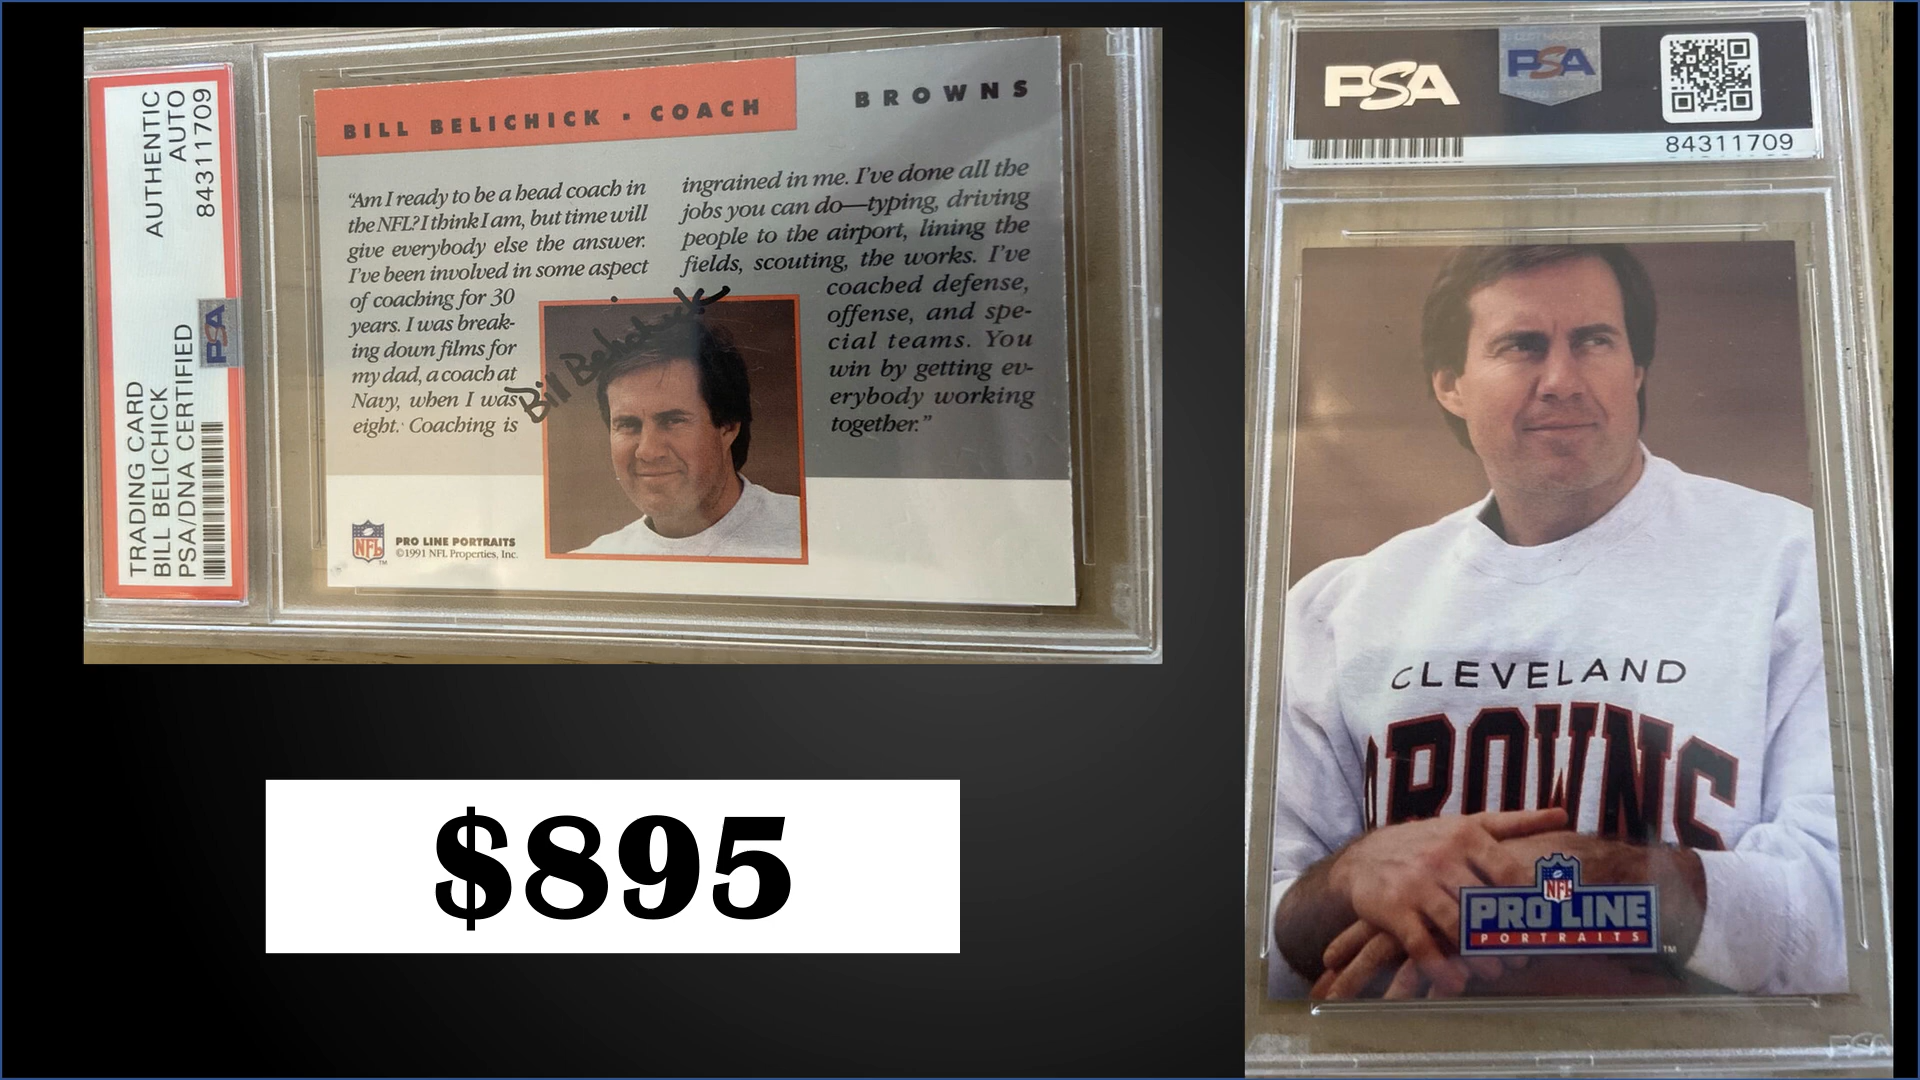 TRADING CARD
BILL BELICHICK
PSA/DNA CERTIFIED
AUTHENTIC
AUTO
84311709
PSA
BILL BELICHICK · COACH
BROWNS
“Am I ready to be a head coach in
the NFL? I think I am, but time will
give everybody else the answer.
I've been involved in some aspect
of coaching for 30
years. I was break-
ing down films for
my dad, a coach at
Navy, when I was
eight. Coaching is
ingrained in me. I've done all the
jobs you can do—typing, driving
people to the airport, lining the
fields, scouting, the works. I've
coached defense,
offense, and spe-
cial teams. You
win by getting ev-
erybody working
together.”
Bill Belichick
NFL
TM
PRO LINE PORTRAITS
©1991 NFL Properties, Inc.
$895
PSA
PSA
84311709
CLEVELAND
BROWNS
NFL
PRO LINE
PORTRAITS
TM
PSA